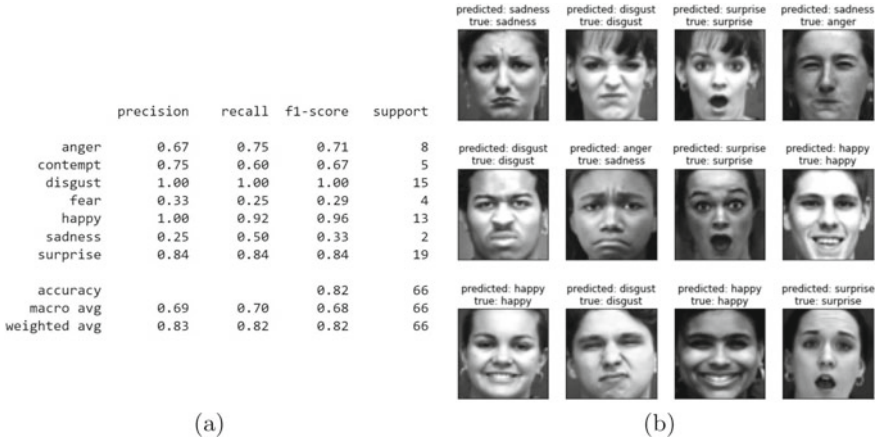 precision recall f1-score support
anger 0.67 0.75 0.71 8
contempt 0.75 0.60 0.67 5
disgust 1.00 1.00 1.00 15
fear 0.33 0.25 0.29 4
happy 1.00 0.92 0.96 13
sadness 0.25 0.50 0.33 2
surprise 0.84 0.84 0.84 19
accuracy 0.82 66
macro avg 0.69 0.70 0.68 66
weighted avg 0.83 0.82 0.82 66
(a)
predicted: sadness
true: sadness
predicted: disgust
true: disgust
predicted: surprise
true: surprise
predicted: sadness
true: anger
predicted: disgust
true: disgust
predicted: anger
true: sadness
predicted: surprise
true: surprise
predicted: happy
true: happy
predicted: happy
true: happy
predicted: disgust
true: disgust
predicted: happy
true: happy
predicted: surprise
true: surprise
(b)